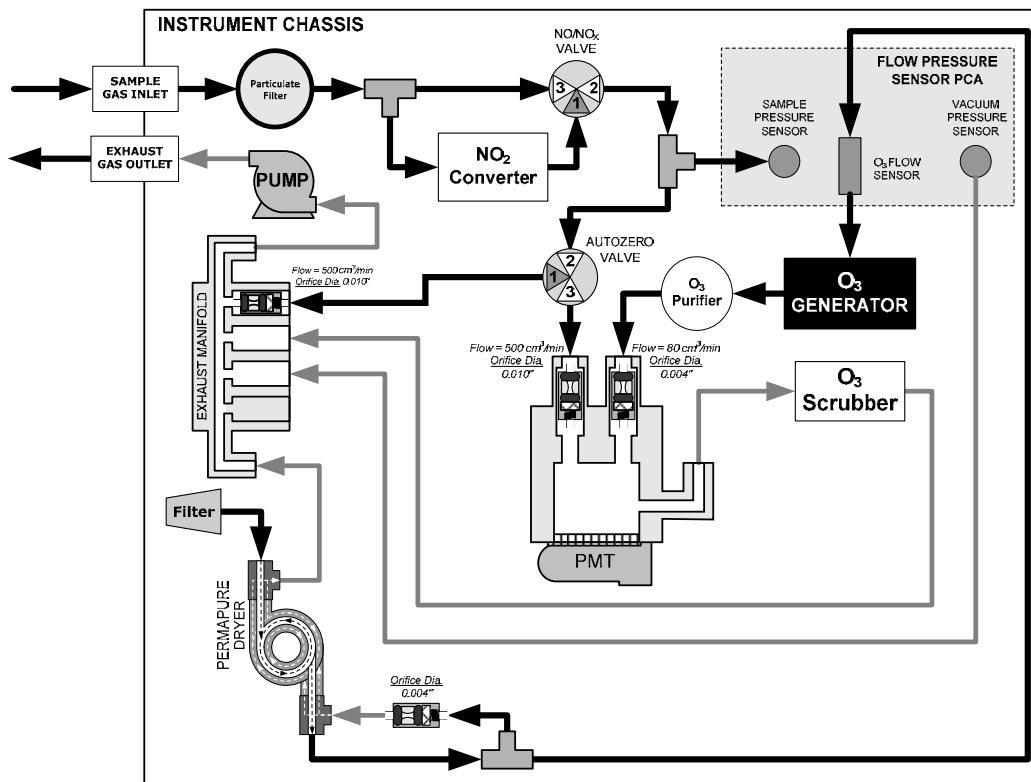 INSTRUMENT CHASSIS
SAMPLE
GAS INLET
Particulate
Filter
NO/NOX
VALVE
3 2
1
FLOW PRESSURE
SENSOR PCA
SAMPLE
PRESSURE
SENSOR
VACUUM
PRESSURE
SENSOR
O3 FLOW
SENSOR
EXHAUST
GAS OUTLET
PUMP
NO2
Converter
AUTOZERO
VALVE
2
1
3
Flow = 500 cm³/min
Orifice Dia.
0.010"
EXHAUST MANIFOLD
O3
Purifier
O3
GENERATOR
Flow = 500 cm³/min
Orifice Dia.
0.010"
Flow = 80 cm³/min
Orifice Dia.
0.004"
O3
Scrubber
Filter
PMT
PERMAPURE
DRYER
Orifice Dia.
0.004"